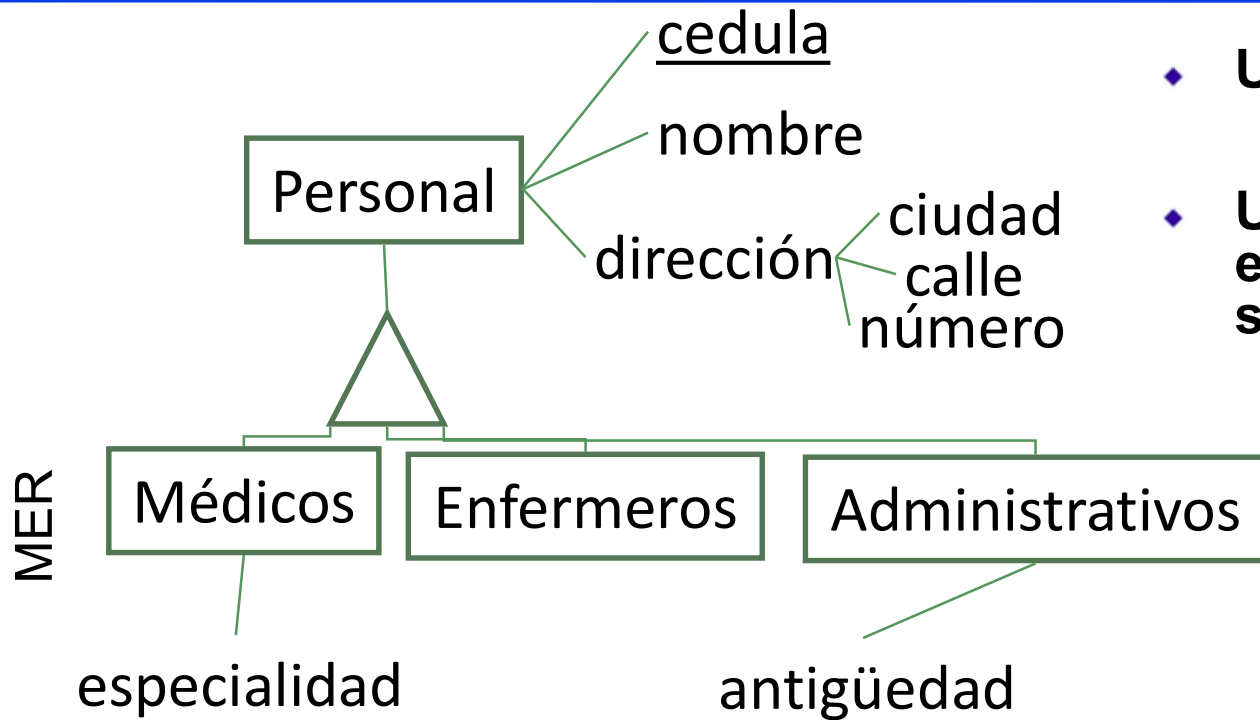 cedula
nombre
Personal
dirección
ciudad
calle
número
Médicos
Enfermeros
Administrativos
MER
especialidad
antigüedad